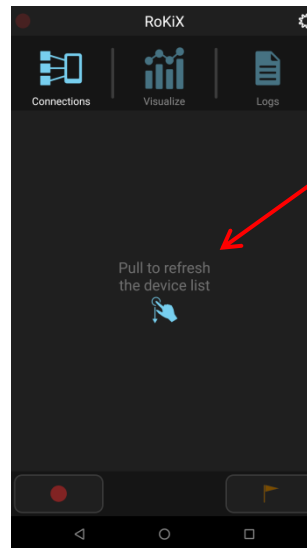 RoKiX
Connections
Visualize
Logs
Pull to refresh
the device list